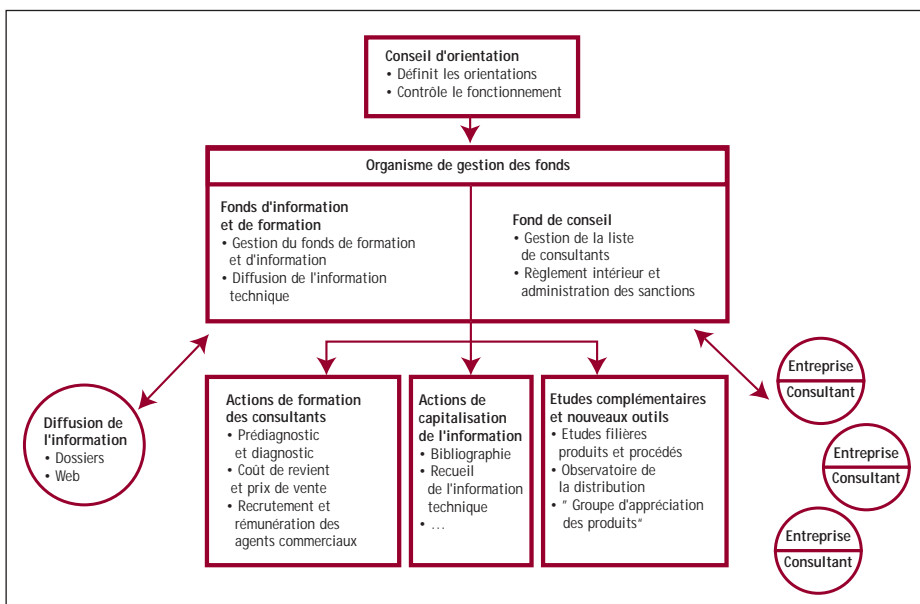 Conseil d'orientation
• Définit les orientations
• Contrôle le fonctionnement
Organisme de gestion des fonds
Fonds d'information
et de formation
• Gestion du fonds de formation
et d'information
• Diffusion de l'information
technique
Fond de conseil
• Gestion de la liste
de consultants
• Règlement intérieur et
administration des sanctions
Diffusion de
l'information
• Dossiers
• Web
Actions de formation
des consultants
• Prédiagnostic
et diagnostic
• Coût de revient
et prix de vente
• Recrutement et
rémunération des
agents commerciaux
Actions de
capitalisation
de l'information
• Bibliographie
• Recueil
de l'information
technique
• ...
Etudes complémentaires
et nouveaux outils
• Etudes filières
produits et procédés
• Observatoire de
la distribution
• " Groupe d'appréciation
des produits"
Entreprise
Consultant
Entreprise
Consultant
Entreprise
Consultant